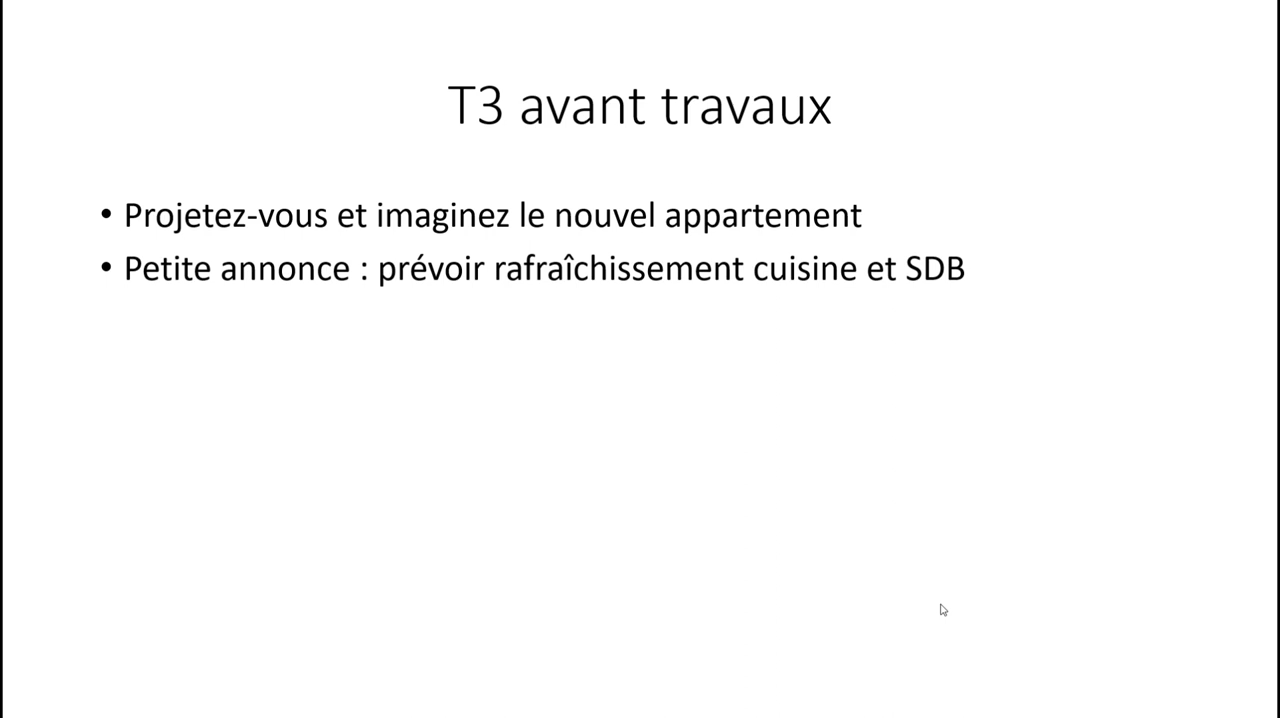 T3 avant travaux
• Projetez-vous et imaginez le nouvel appartement
• Petite annonce : prévoir rafraîchissement cuisine et SDB